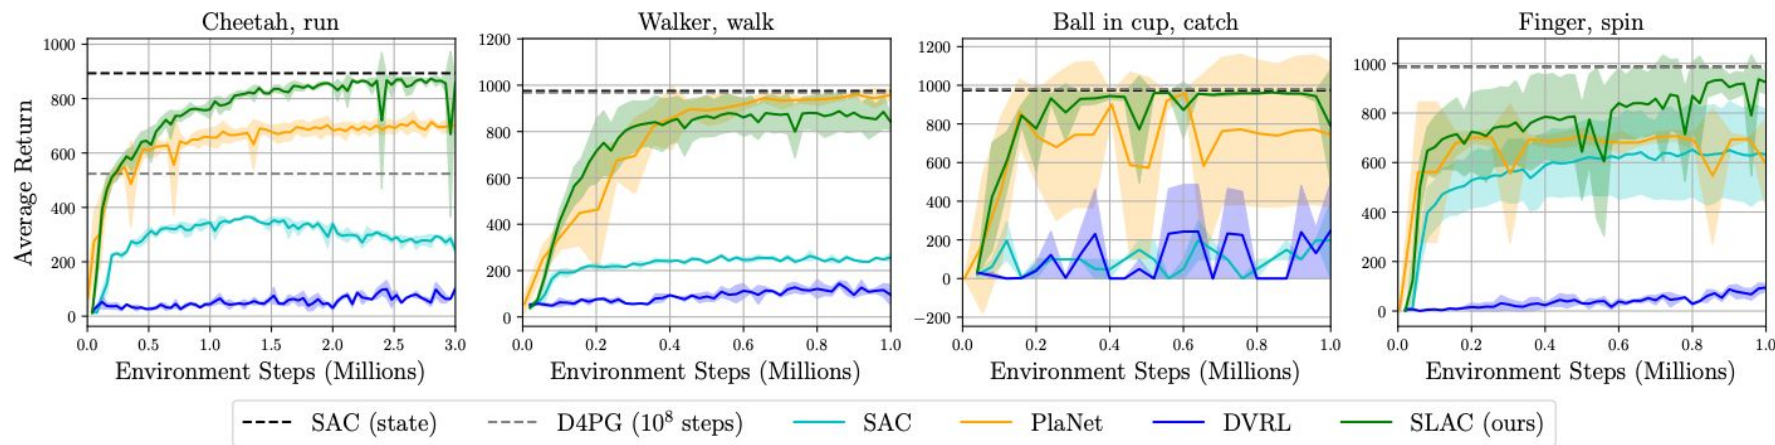 Cheetah, run
Walker, walk
Ball in cup, catch
Finger, spin
Average Return
1000
800
600
400
200
0
0.0 0.5 1.0 1.5 2.0 2.5 3.0
Environment Steps (Millions)
1200
1000
800
600
400
200
0
0.0 0.2 0.4 0.6 0.8 1.0
Environment Steps (Millions)
1200
1000
800
600
400
200
0
−200
0.0 0.2 0.4 0.6 0.8 1.0
Environment Steps (Millions)
1000
800
600
400
200
0
0.0 0.2 0.4 0.6 0.8 1.0
Environment Steps (Millions)
SAC (state) D4PG (10⁸ steps) SAC PlaNet DVRL SLAC (ours)